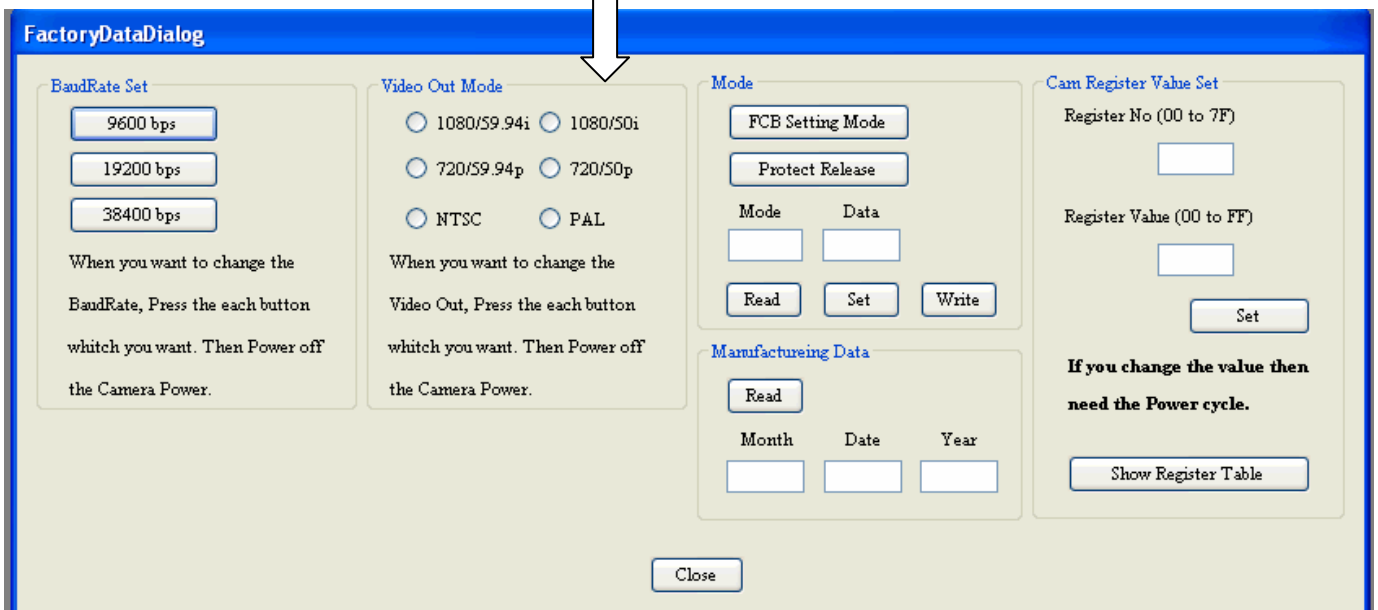 FactoryDataDialog
BaudRate Set
9600 bps
19200 bps
38400 bps
When you want to change the
BaudRate, Press the each button
whitch you want. Then Power off
the Camera Power.
Video Out Mode
1080/59.94i 1080/50i
720/59.94p 720/50p
NTSC PAL
When you want to change the
Video Out, Press the each button
whitch you want. Then Power off
the Camera Power.
Mode
FCB Setting Mode
Protect Release
Mode Data
Read Set Write
Manufactureing Data
Read
Month Date Year
Cam Register Value Set
Register No (00 to 7F)
Register Value (00 to FF)
Set
If you change the value then
need the Power cycle.
Show Register Table
Close